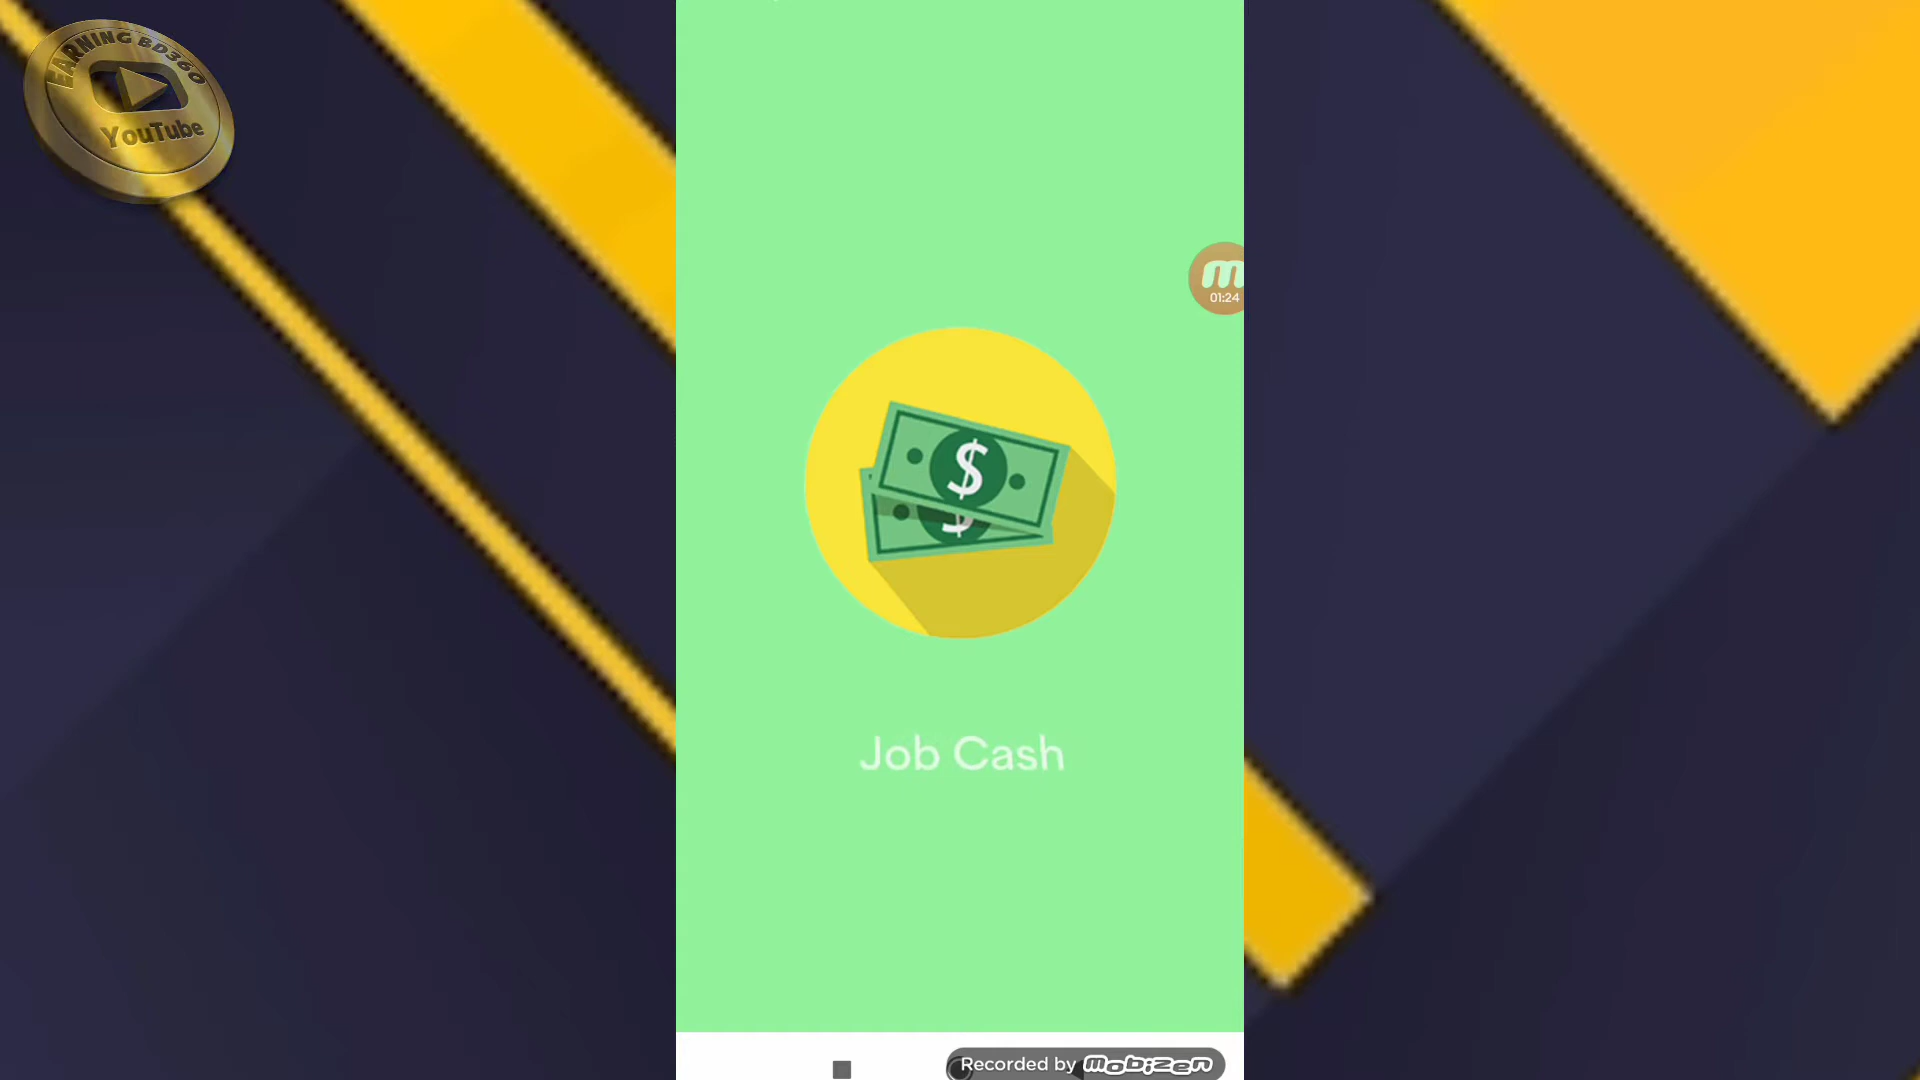 EARNING BD360
YouTube
m
01:24
$
$
Job Cash
Recorded by mobizen